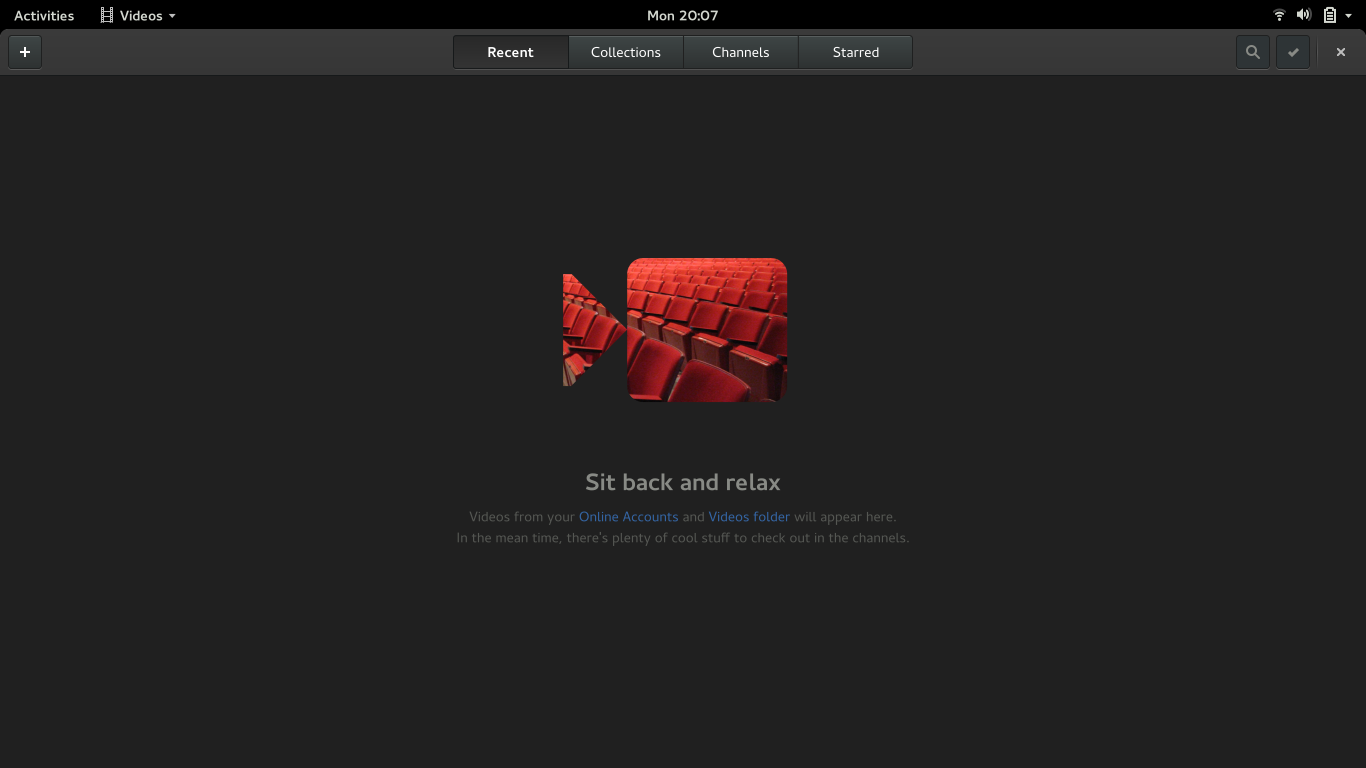 Activities
Videos
Mon 20:07
Recent
Collections
Channels
Starred
Sit back and relax
Videos from your Online Accounts and Videos folder will appear here.
In the mean time, there's plenty of cool stuff to check out in the channels.